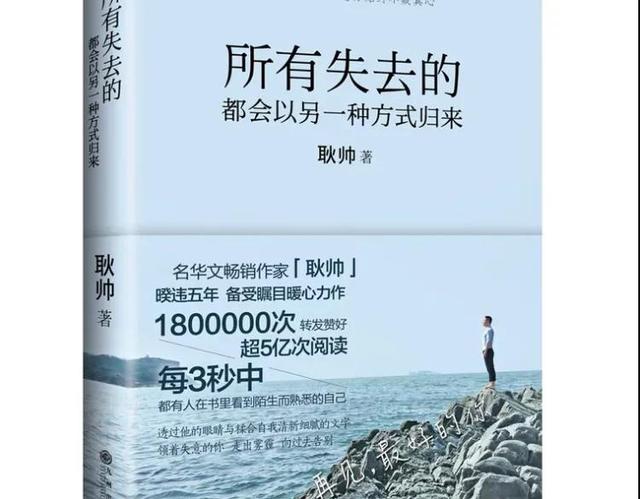 所有失去的
都会以另一种方式归来
耿帅 著
所有失去的
都会以另一种方式归来
耿帅 著
名华文畅销作家「耿帅」
暌违五年 备受瞩目暖心力作
1800000次 转发赞好
超5亿次阅读
每3秒中
都有人在书里看到陌生而熟悉的自己
透过他的眼睛与糅合自我清新细腻的文字
领着失意的你 走出雾霾 向过去告别
再见,最好的你